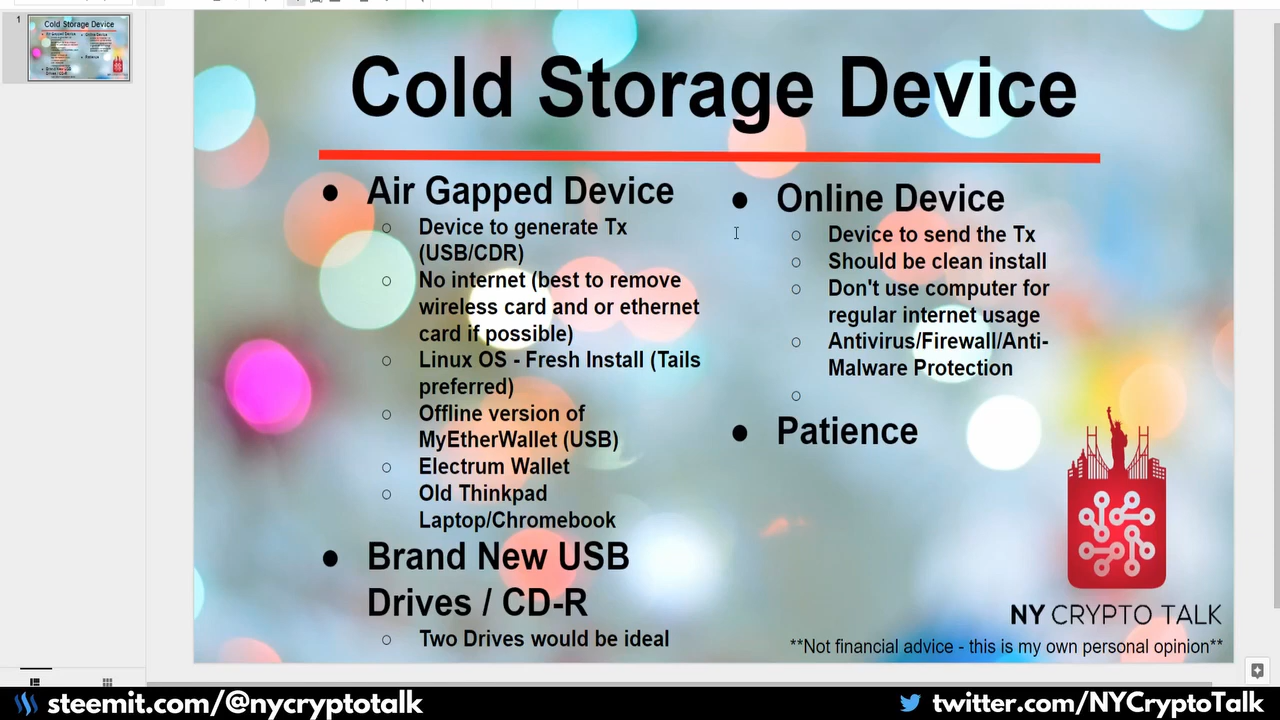 1
Cold Storage Device
● Air Gapped Device
○ Device to generate Tx
(USB/CDR)
○ No internet (best to remove
wireless card and or ethernet
card if possible)
○ Linux OS - Fresh Install (Tails
preferred)
○ Offline version of
MyEtherWallet (USB)
○ Electrum Wallet
○ Old Thinkpad
Laptop/Chromebook
● Brand New USB
Drives / CD-R
○ Two Drives would be ideal
● Online Device
○ Device to send the Tx
○ Should be clean install
○ Don't use computer for
regular internet usage
○ Antivirus/Firewall/Anti-
Malware Protection
○
● Patience
NY CRYPTO TALK
**Not financial advice - this is my own personal opinion**
steemit.com/@nycryptotalk
twitter.com/NYCryptoTalk